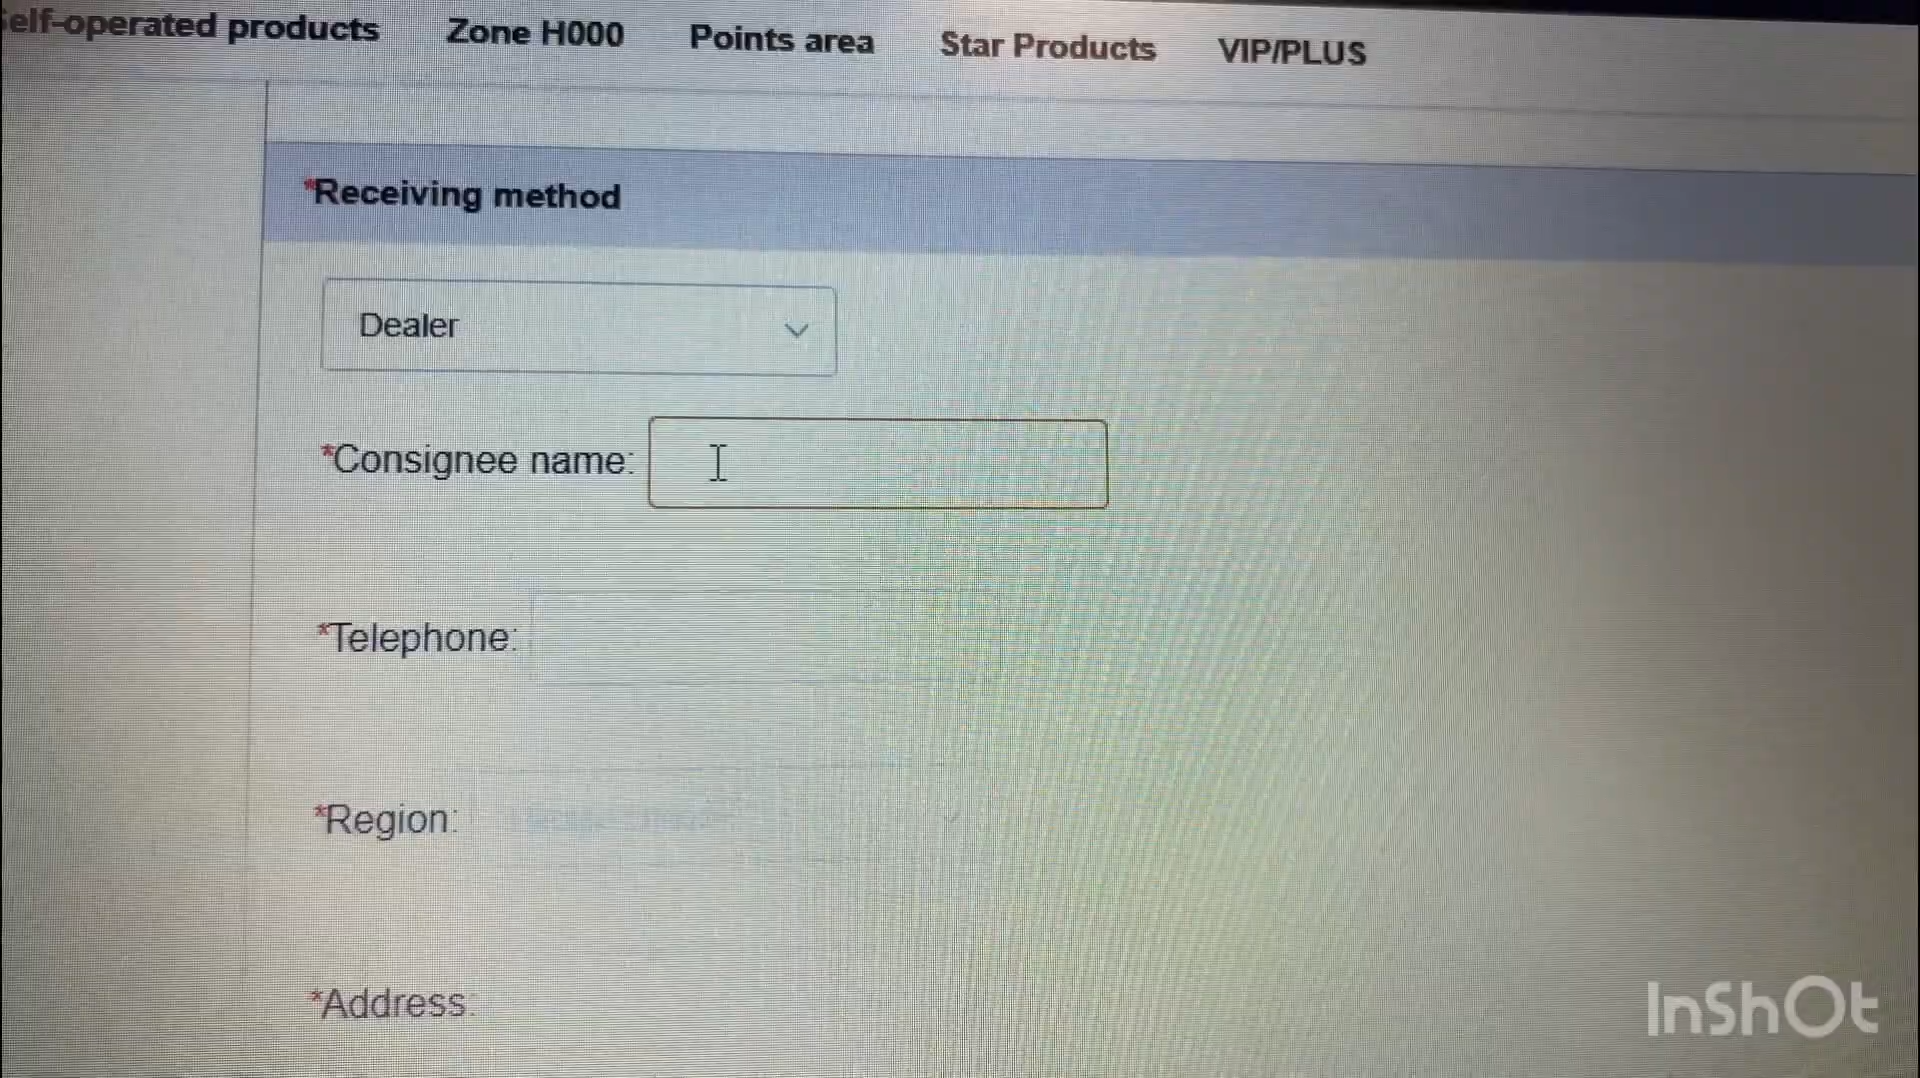 elf-operated products Zone H000 Points area Star Products VIP/PLUS
*Receiving method
Dealer
*Consignee name:
*Telephone:
*Region:
*Address:
InShOt